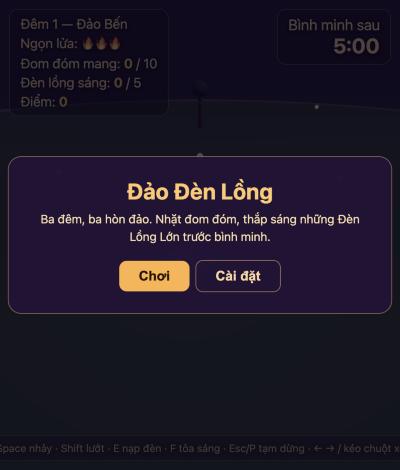 Đêm 1 — Đảo Bến
Ngọn lửa: 🔥🔥🔥
Đom đóm mang: 0 / 10
Đèn lồng sáng: 0 / 5
Điểm: 0
Bình minh sau
5:00
Đảo Đèn Lồng
Ba đêm, ba hòn đảo. Nhặt đom đóm, thắp sáng những Đèn
Lồng Lớn trước bình minh.
Chơi
Cài đặt
Space nhảy · Shift lướt · E nạp đèn · F tỏa sáng · Esc/P tạm dừng · ← → / kéo chuột